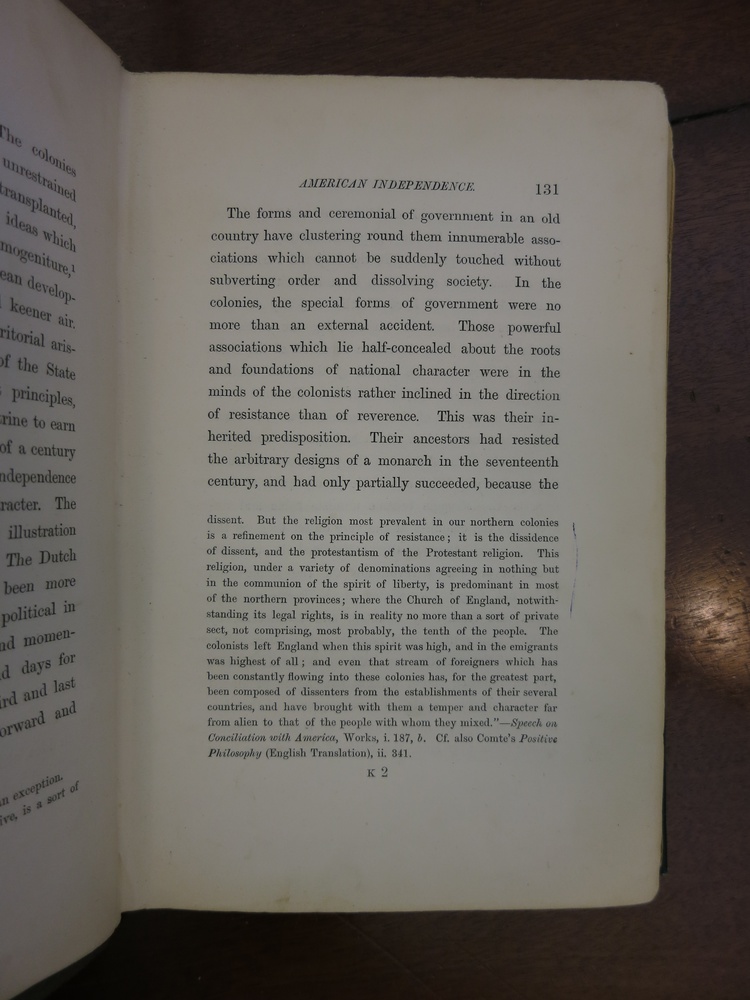 The colonies
unrestrained
transplanted,
ideas which
mogeniture,¹
ean develop-
keener air.
ritorial aris-
of the State
principles,
rine to earn
of a century
ndependence
racter. The
illustration
The Dutch
been more
political in
nd momen-
d days for
ird and last
orward and
n exception.
ive, is a sort of
AMERICAN INDEPENDENCE. 131
The forms and ceremonial of government in an old
country have clustering round them innumerable asso-
ciations which cannot be suddenly touched without
subverting order and dissolving society. In the
colonies, the special forms of government were no
more than an external accident. Those powerful
associations which lie half-concealed about the roots
and foundations of national character were in the
minds of the colonists rather inclined in the direction
of resistance than of reverence. This was their in-
herited predisposition. Their ancestors had resisted
the arbitrary designs of a monarch in the seventeenth
century, and had only partially succeeded, because the
dissent. But the religion most prevalent in our northern colonies
is a refinement on the principle of resistance; it is the dissidence
of dissent, and the protestantism of the Protestant religion. This
religion, under a variety of denominations agreeing in nothing but
in the communion of the spirit of liberty, is predominant in most
of the northern provinces; where the Church of England, notwith-
standing its legal rights, is in reality no more than a sort of private
sect, not comprising, most probably, the tenth of the people. The
colonists left England when this spirit was high, and in the emigrants
was highest of all; and even that stream of foreigners which has
been constantly flowing into these colonies has, for the greatest part,
been composed of dissenters from the establishments of their several
countries, and have brought with them a temper and character far
from alien to that of the people with whom they mixed."—Speech on
Conciliation with America, Works, i. 187, b. Cf. also Comte's Positive
Philosophy (English Translation), ii. 341.
K 2